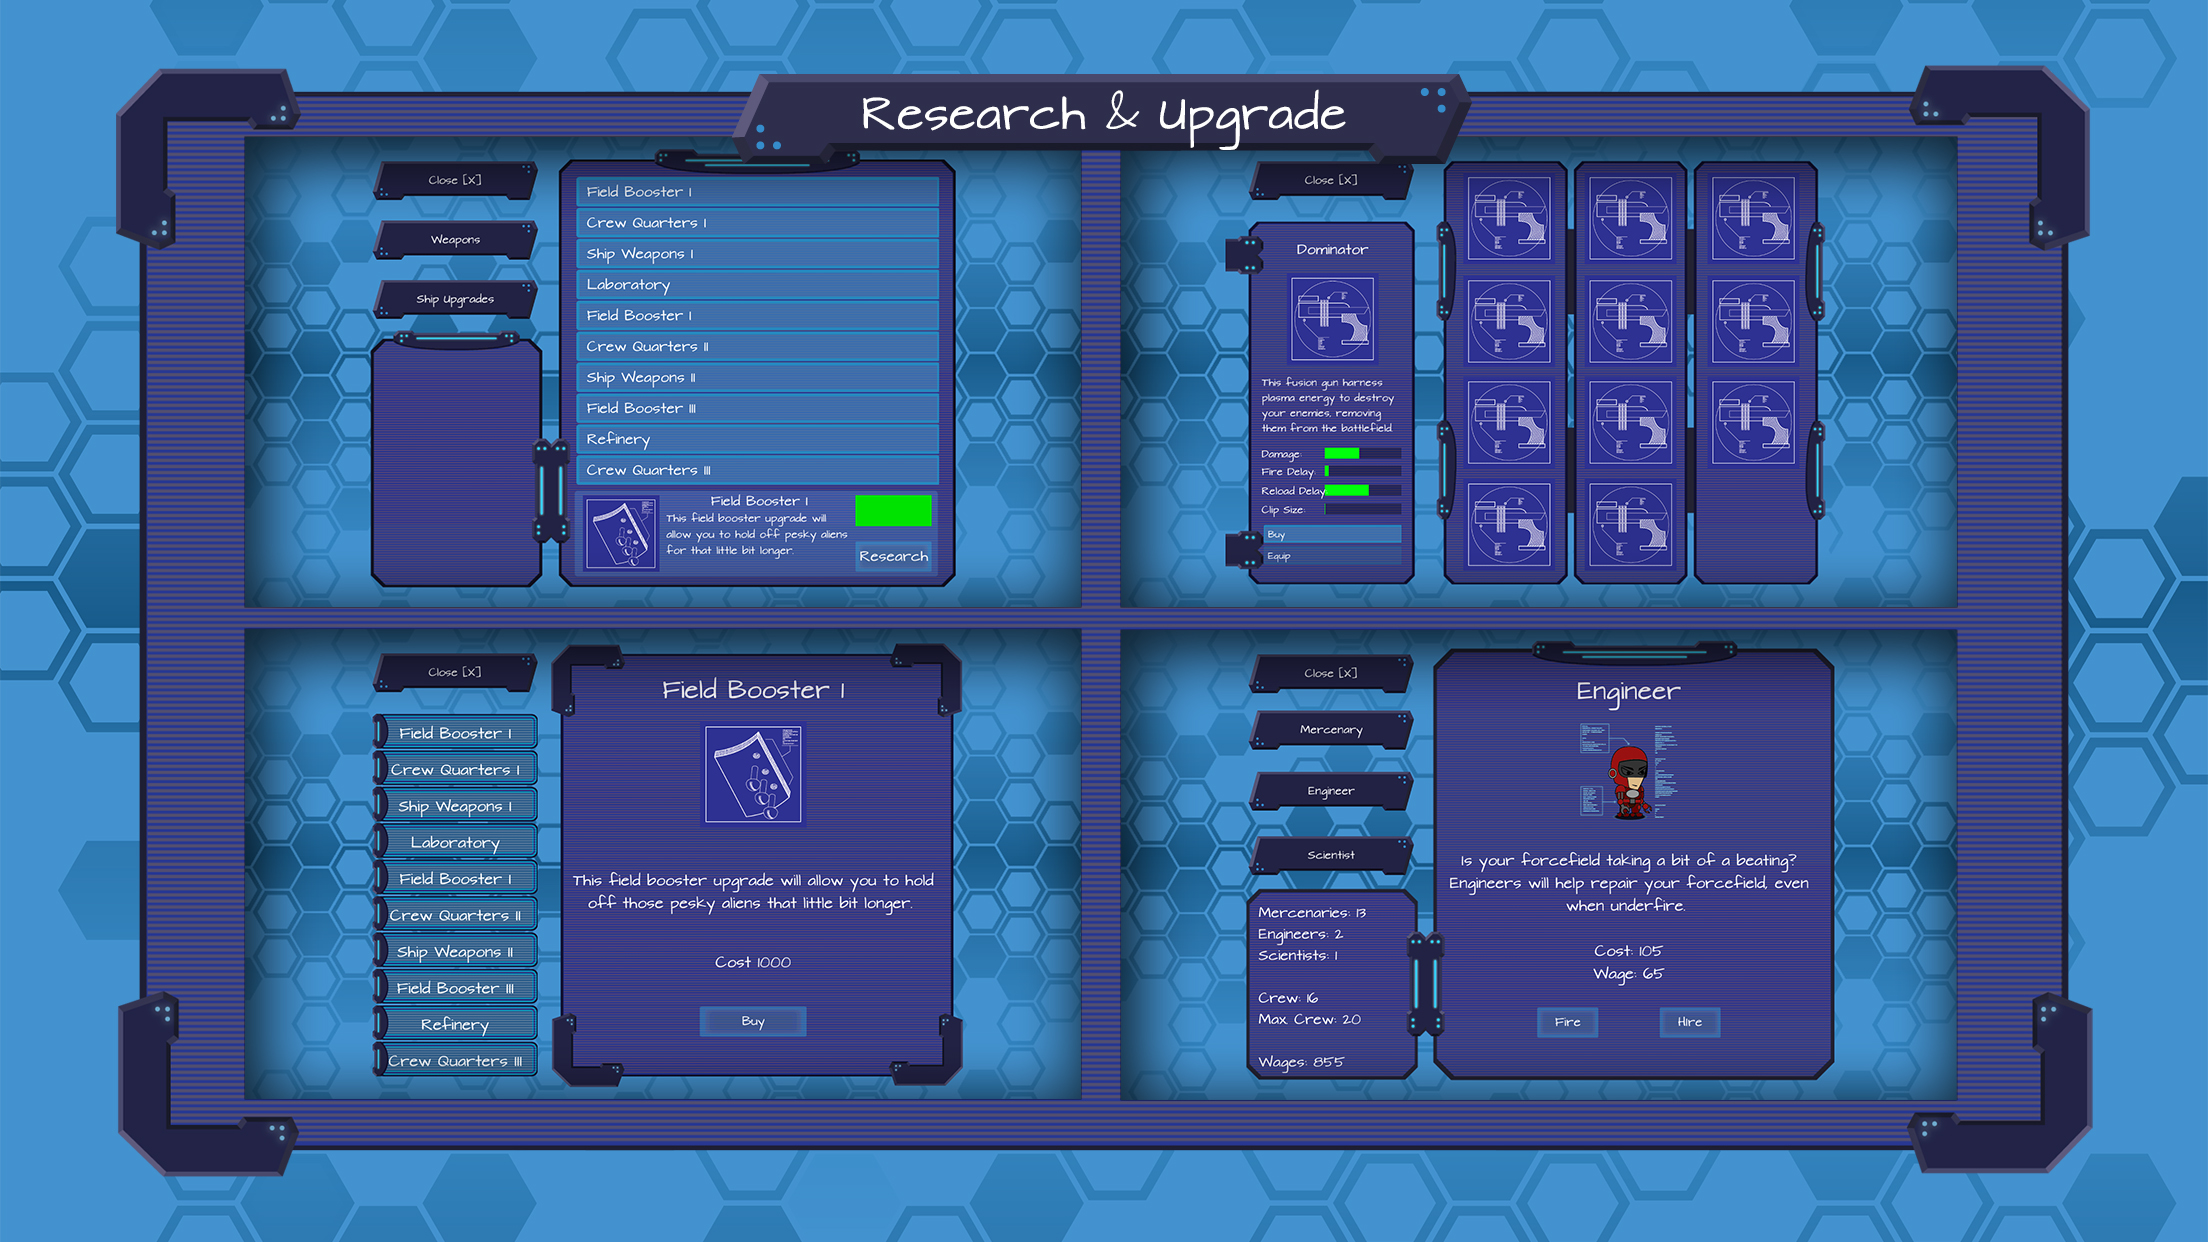 Research & Upgrade
Close [X]
Weapons
Ship Upgrades
Field Booster I
Crew Quarters I
Ship Weapons I
Laboratory
Field Booster I
Crew Quarters II
Ship Weapons II
Field Booster III
Refinery
Crew Quarters III
Field Booster I
This field booster upgrade will
allow you to hold off pesky aliens
for that little bit longer.
Research
Close [X]
Dominator
This fusion gun harness
plasma energy to destroy
your enemies, removing
them from the battlefield.
Damage:
Fire Delay:
Reload Delay
Clip Size:
Buy
Equip
Close [X]
Field Booster I
Crew Quarters I
Ship Weapons I
Laboratory
Field Booster I
Crew Quarters II
Ship Weapons II
Field Booster III
Refinery
Crew Quarters III
Field Booster I
This field booster upgrade will allow you to hold
off those pesky aliens that little bit longer.
Cost 1000
Buy
Close [X]
Mercenary
Engineer
Scientist
Mercenaries: 13
Engineers: 2
Scientists: 1
Crew: 16
Max. Crew: 20
Wages: 855
Engineer
Is your forcefield taking a bit of a beating?
Engineers will help repair your forcefield, even
when underfire.
Cost: 105
Wage: 65
Fire
Hire